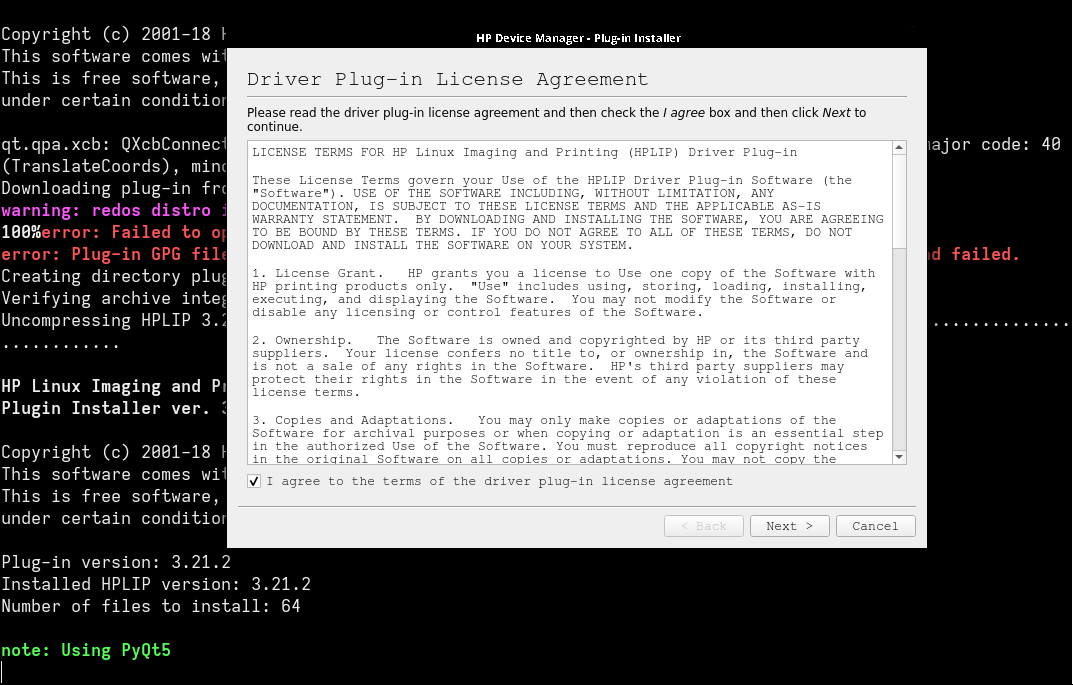 Copyright (c) 2001-18
HP Device Manager - Plug-in Installer
This software comes
This is free software,
under certain
Driver Plug-in License Agreement
Please read the driver plug-in license agreement and then check the I agree box and then click Next to
continue.
qt.qpa.xcb:
ajor code: 40
(TranslateCoords),
Downloading plug-in
warning: redos distro
100%error: Failed to
error: Plug-in GPG
d failed.
Creating directory
Verifying archive
Uncompressing HPLIP
...............
............
LICENSE TERMS FOR HP Linux Imaging and Printing (HPLIP) Driver Plug-in
These License Terms govern your Use of the HPLIP Driver Plug-in Software (the
"Software"). USE OF THE SOFTWARE INCLUDING, WITHOUT LIMITATION, ANY
DOCUMENTATION, IS SUBJECT TO THESE LICENSE TERMS AND THE APPLICABLE AS-IS
WARRANTY STATEMENT.  BY DOWNLOADING AND INSTALLING THE SOFTWARE, YOU ARE AGREEING
TO BE BOUND BY THESE TERMS. IF YOU DO NOT AGREE TO ALL OF THESE TERMS, DO NOT
DOWNLOAD AND INSTALL THE SOFTWARE ON YOUR SYSTEM.
1. License Grant.   HP grants you a license to Use one copy of the Software with
HP printing products only.  "Use" includes using, storing, loading, installing,
executing, and displaying the Software.  You may not modify the Software or
disable any licensing or control features of the Software.
2. Ownership.   The Software is owned and copyrighted by HP or its third party
suppliers.  Your license confers no title to, or ownership in, the Software and
is not a sale of any rights in the Software.  HP's third party suppliers may
protect their rights in the Software in the event of any violation of these
license terms.
3. Copies and Adaptations.   You may only make copies or adaptations of the
Software for archival purposes or when copying or adaptation is an essential step
in the authorized Use of the Software. You must reproduce all copyright notices
in the original Software on all copies or adaptations. You may not copy the
I agree to the terms of the driver plug-in license agreement
< Back
Next >
Cancel
HP Linux Imaging and
Plugin Installer ver.
Copyright (c) 2001-18
This software comes
This is free software,
under certain
Plug-in version: 3.21.2
Installed HPLIP version: 3.21.2
Number of files to install: 64
note: Using PyQt5